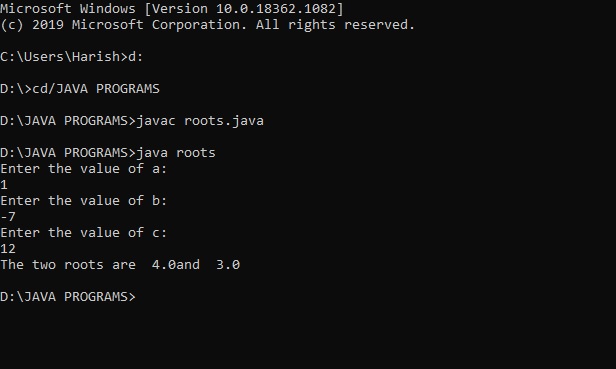 Microsoft Windows [Version 10.0.18362.1082]
(c) 2019 Microsoft Corporation. All rights reserved.
C:\Users\Harish>d:
D:\>cd/JAVA PROGRAMS
D:\JAVA PROGRAMS>javac roots.java
D:\JAVA PROGRAMS>java roots
Enter the value of a:
1
Enter the value of b:
-7
Enter the value of c:
12
The two roots are  4.0and  3.0
D:\JAVA PROGRAMS>